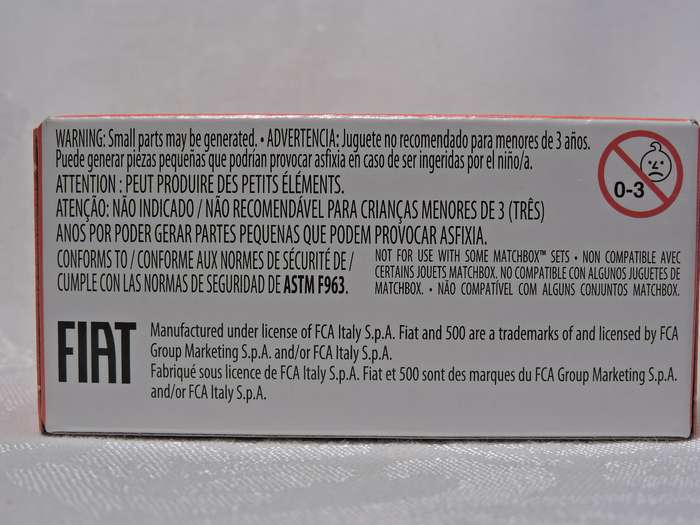 WARNING: Small parts may be generated. • ADVERTENCIA: Juguete no recomendado para menores de 3 años.
Puede generar piezas pequeñas que podrían provocar asfixia en caso de ser ingeridas por el niño/a.
ATTENTION : PEUT PRODUIRE DES PETITS ÉLÉMENTS.
ATENÇÃO: NÃO INDICADO / NÃO RECOMENDÁVEL PARA CRIANÇAS MENORES DE 3 (TRÊS)
ANOS POR PODER GERAR PARTES PEQUENAS QUE PODEM PROVOCAR ASFIXIA.
0-3
CONFORMS TO / CONFORME AUX NORMES DE SÉCURITÉ DE /
CUMPLE CON LAS NORMAS DE SEGURIDAD DE ASTM F963.
NOT FOR USE WITH SOME MATCHBOX™ SETS • NON COMPATIBLE AVEC
CERTAINS JOUETS MATCHBOX. NO COMPATIBLE CON ALGUNOS JUGUETES DE
MATCHBOX. • NÃO COMPATÍVEL COM ALGUNS CONJUNTOS MATCHBOX.
FIAT
Manufactured under license of FCA Italy S.p.A. Fiat and 500 are a trademarks of and licensed by FCA
Group Marketing S.p.A. and/or FCA Italy S.p.A.
Fabriqué sous licence de FCA Italy S.p.A. Fiat et 500 sont des marques du FCA Group Marketing S.p.A.
and/or FCA Italy S.p.A.